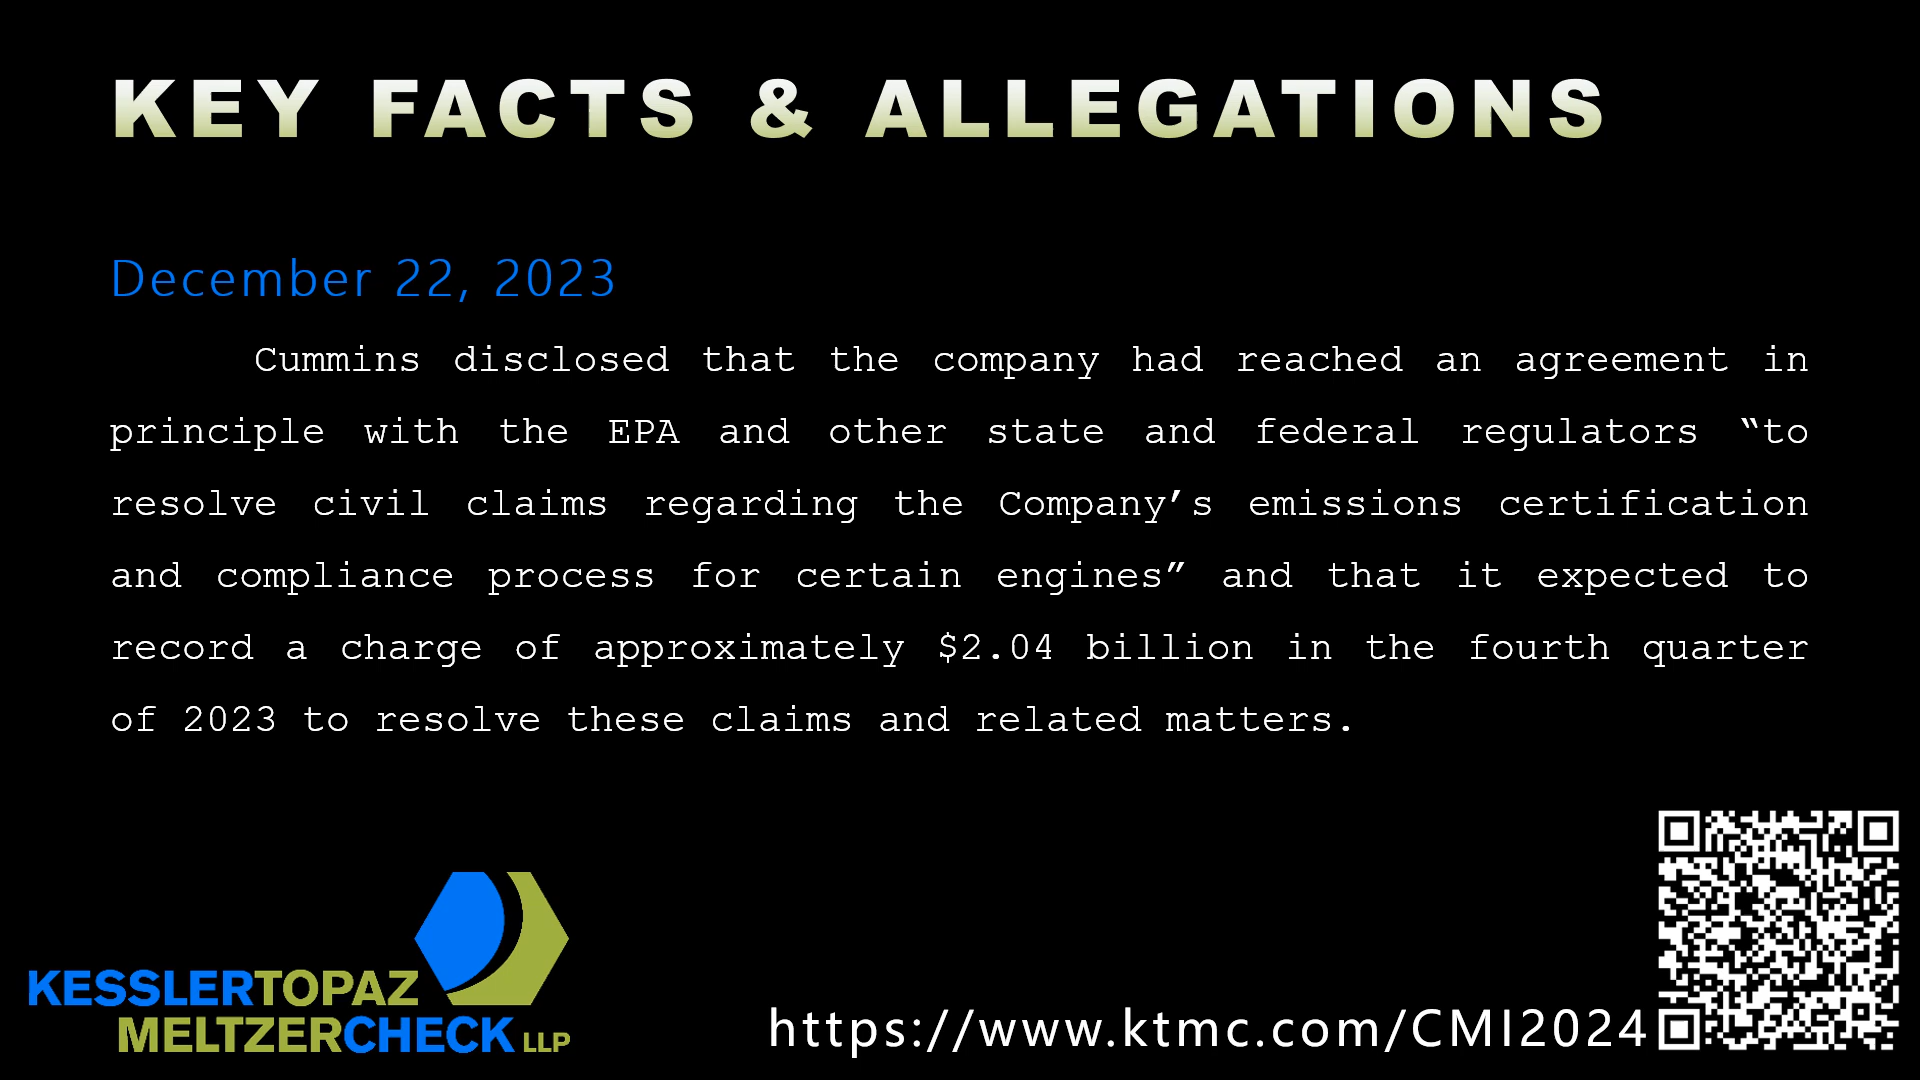 KEY FACTS & ALLEGATIONS
December 22, 2023
Cummins disclosed that the company had reached an agreement in
principle with the EPA and other state and federal regulators “to
resolve civil claims regarding the Company’s emissions certification
and compliance process for certain engines” and that it expected to
record a charge of approximately $2.04 billion in the fourth quarter
of 2023 to resolve these claims and related matters.
KESSLERTOPAZ
MELTZERCHECK LLP
https://www.ktmc.com/CMI2024